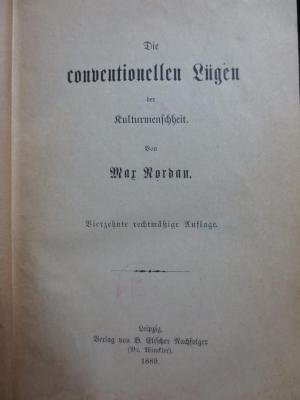 Die
conventionellen Lügen
der
Kulturmenschheit.
Von
Max Nordau.
Vierzehnte rechtmäßige Auflage.
Leipzig.
Verlag von B. Elischer Nachfolger
(Br. Winckler).
1889.